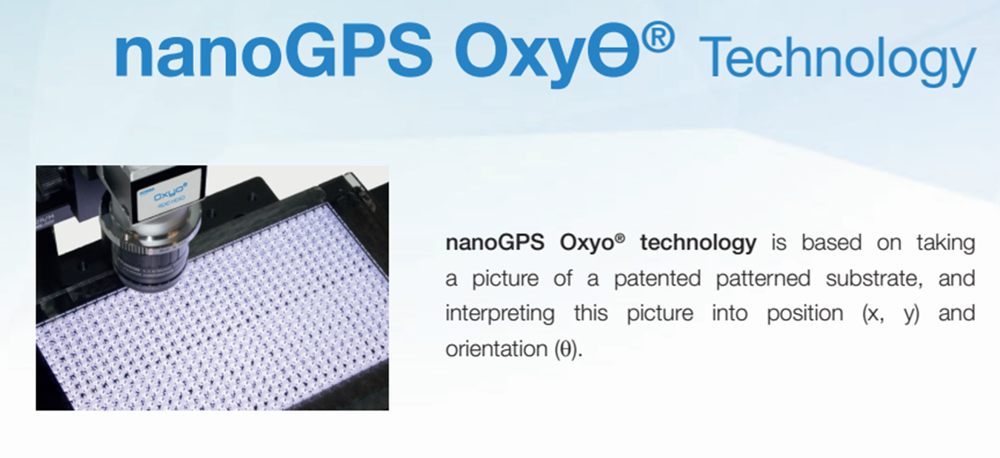 nanoGPS OxyΘ® Technology
oxyo®
READ HEAD
nanoGPS Oxyo® technology is based on taking
a picture of a patented patterned substrate, and
interpreting this picture into position (x, y) and
orientation (θ).